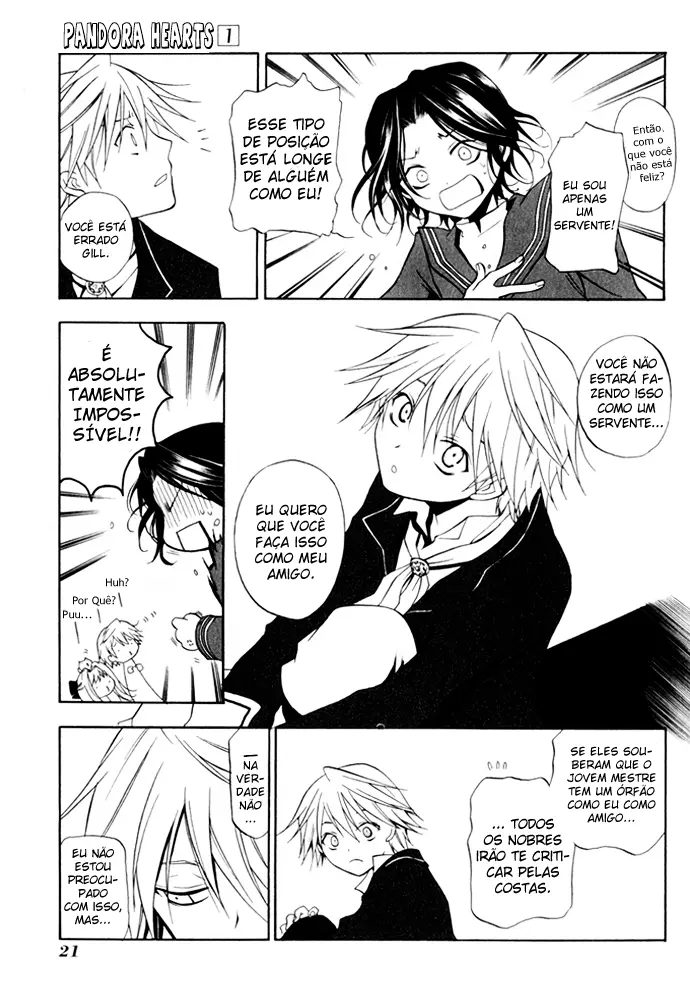 PANDORA HEARTS 1
Então,
com o
que você
não está
feliz?
EU SOU
APENAS
UM
SERVENTE!
ESSE TIPO
DE POSIÇÃO
ESTÁ LONGE
DE ALGUÉM
COMO EU!
VOCÊ ESTÁ
ERRADO
GILL.
VOCÊ NÃO
ESTARÁ FA-
ZENDO ISSO
COMO UM
SERVENTE...
EU QUERO
QUE VOCÊ
FAÇA ISSO
COMO MEU
AMIGO.
É
ABSOLU-
TAMENTE
IMPOS-
SÍVEL!!
Huh?
Por Quê?
Puu...
SE ELES SOU-
BERAM QUE O
JOVEM MESTRE
TEM UM ÓRFÃO
COMO EU COMO
AMIGO...
... TODOS
OS NOBRES
IRÃO TE CRITI-
CAR PELAS
COSTAS.
NA
VER-
DADE
NÃO
...
EU NÃO
ESTOU
PREOCU-
PADO
COM ISSO,
MAS...
21